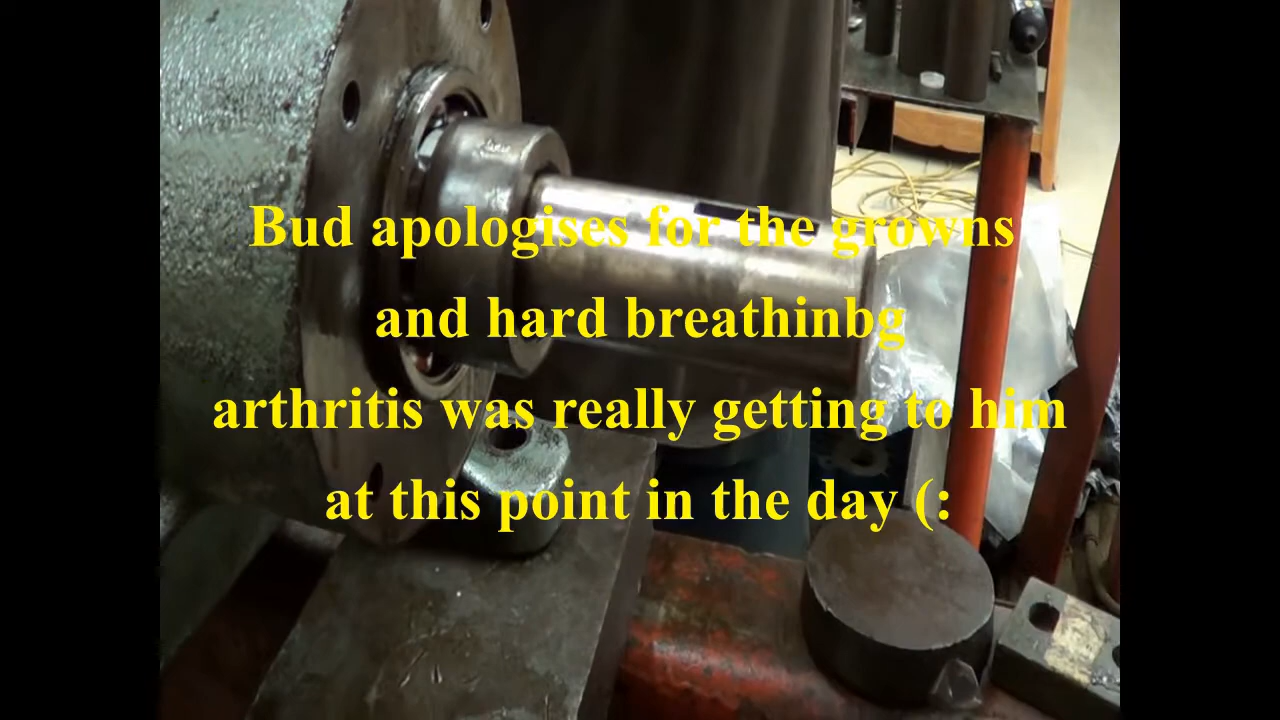 Bud apologises for the growns
and hard breathinbg
arthritis was really getting to him
at this point in the day (: